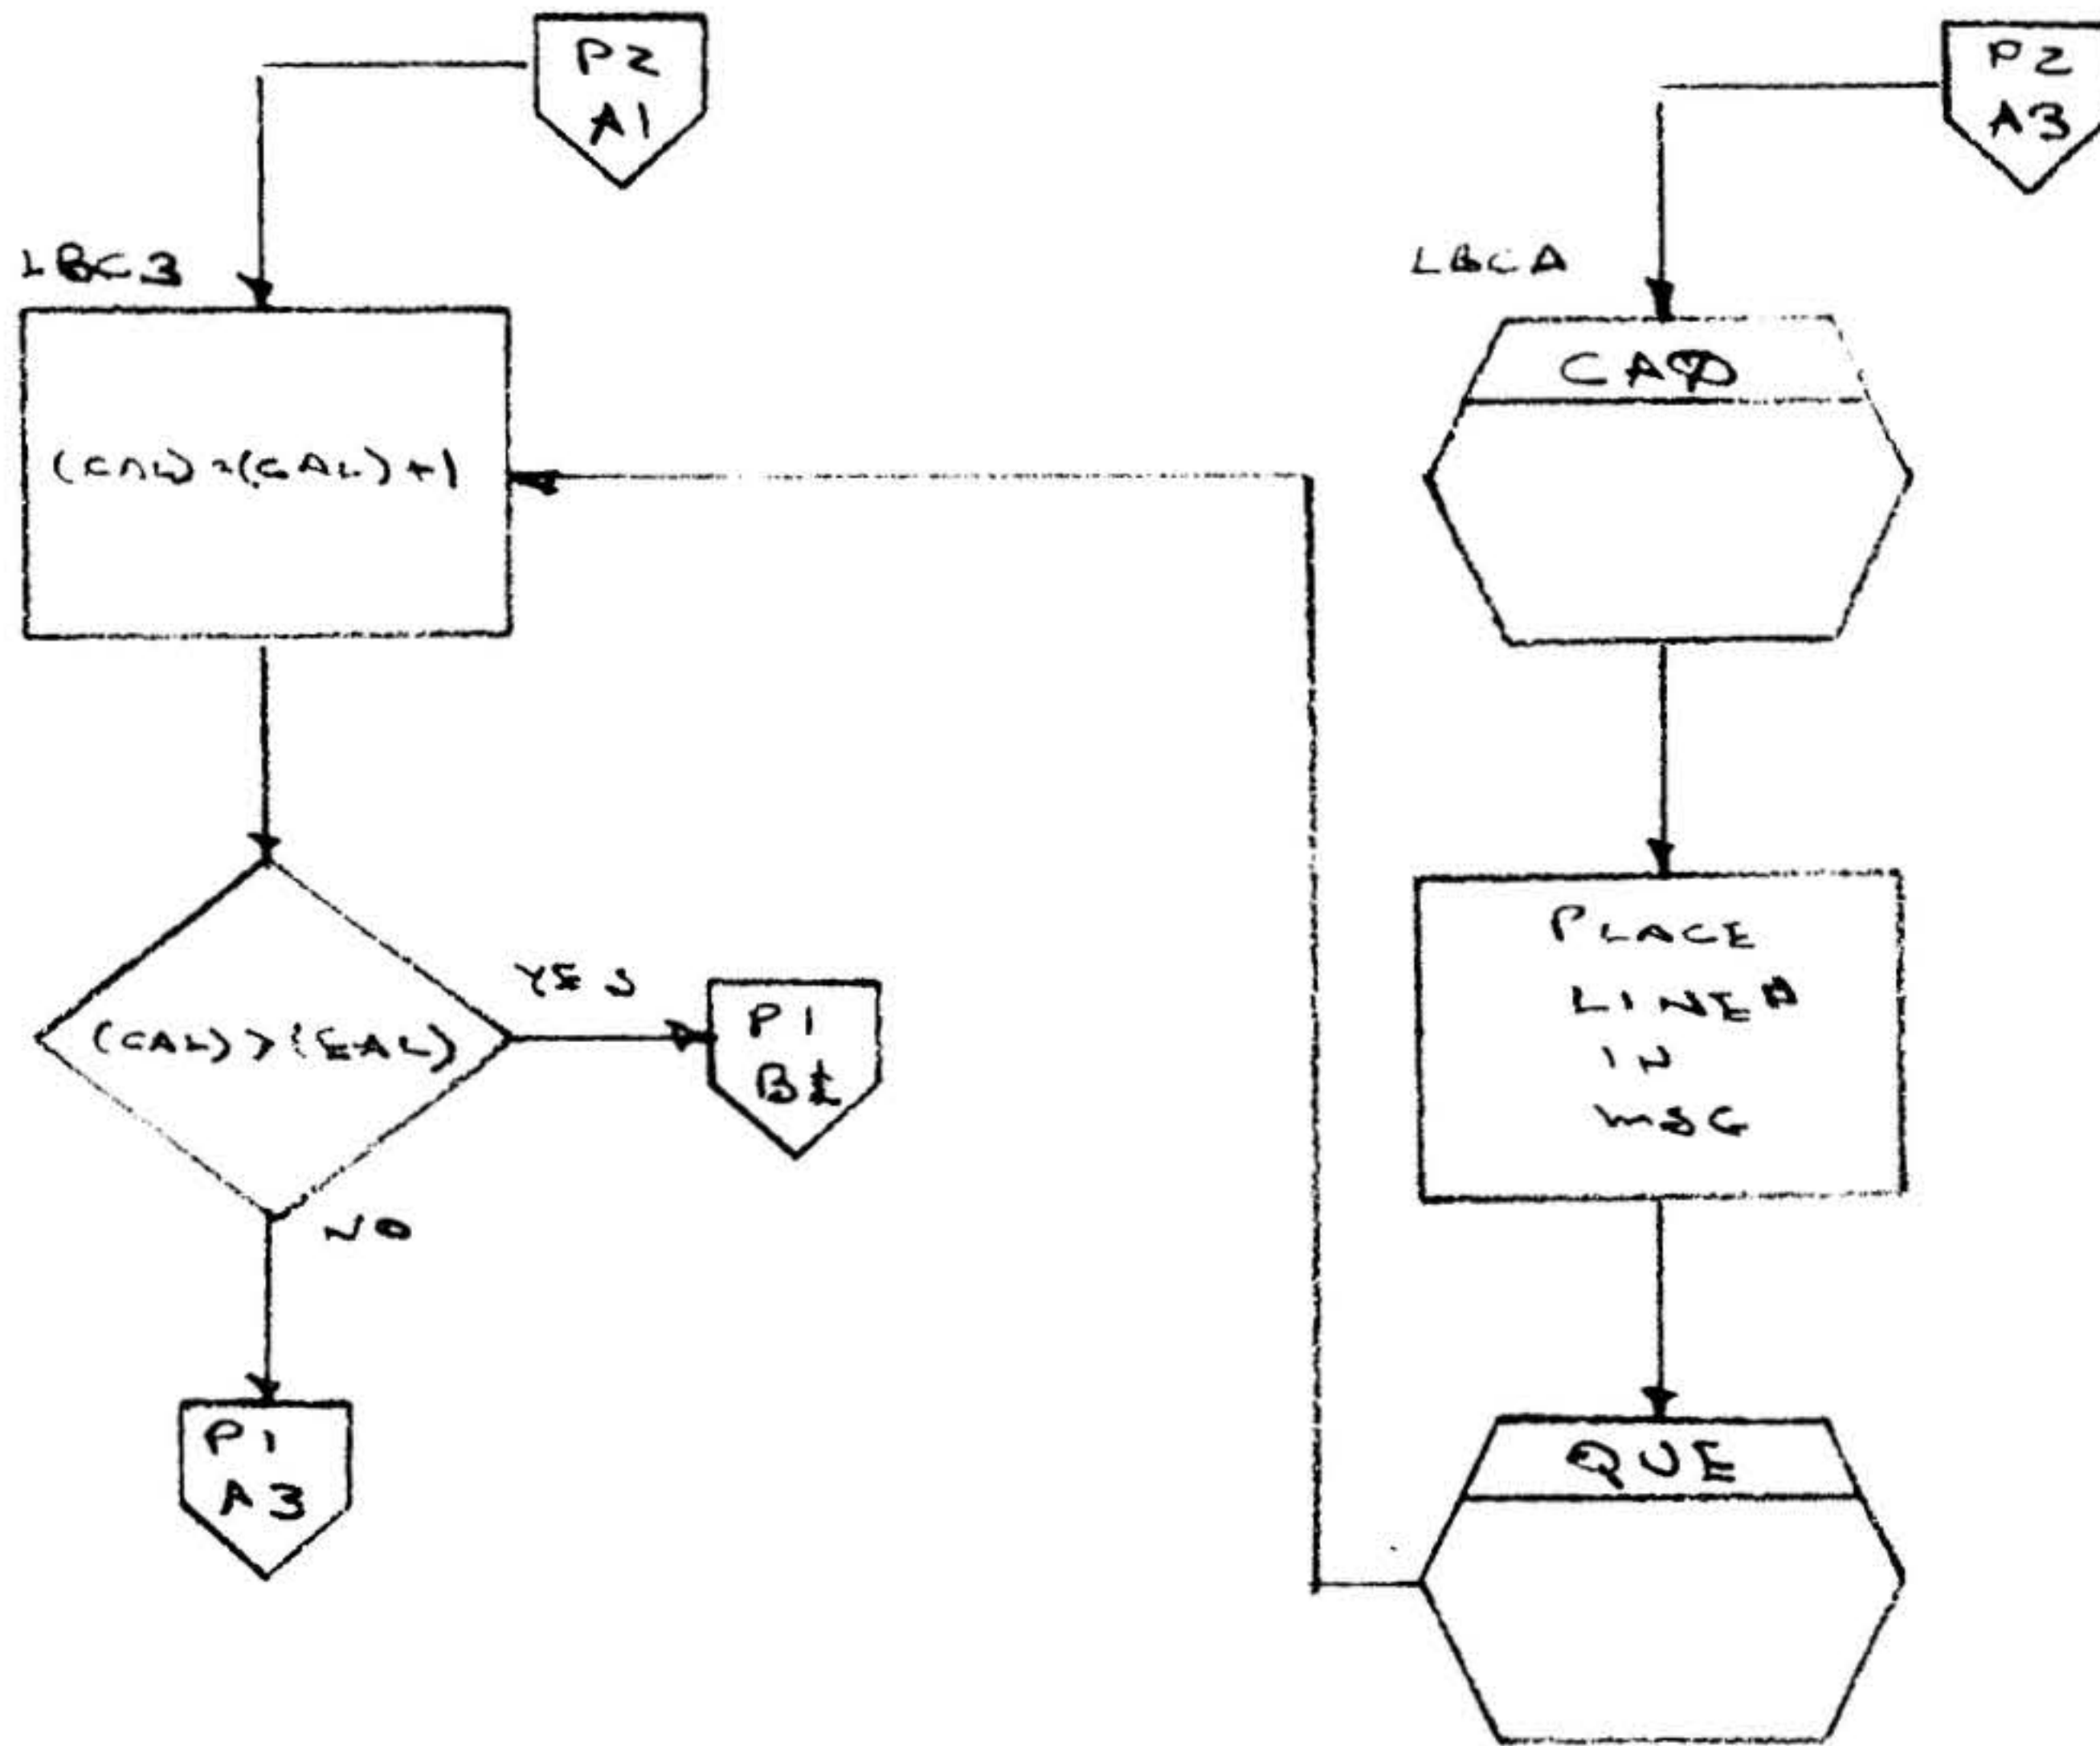 P2
A1
LBC3
(CAL)=(CAL)+1
(CAL)>(EAL)
YES
P1
NO
P1
A3
P2
A3
LBCA
PLACE
LINE#
IN
MSG
QUE